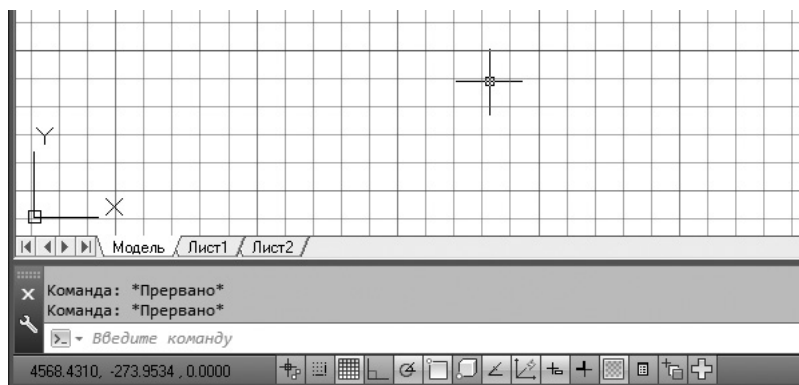 Y
X
Модель Лист1 Лист2
Команда: *Прервано*
Команда: *Прервано*
Введите команду
4568.4310, -273.9534 , 0.0000